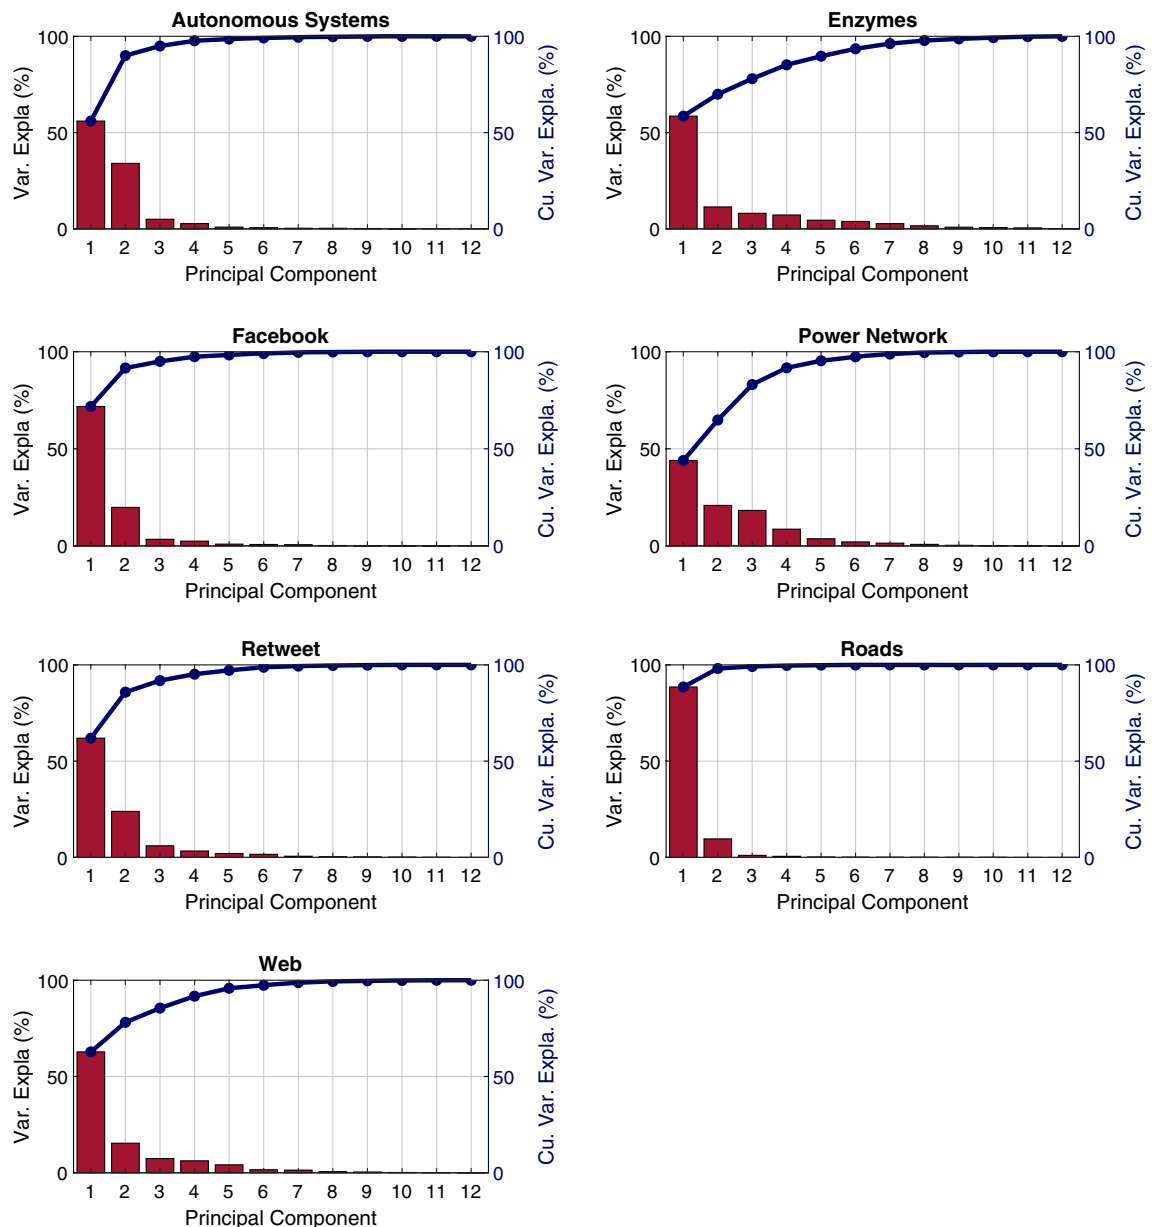 Autonomous Systems
Var. Expla (%)
100
50
0
Cu. Var. Expla. (%)
100
50
0
1 2 3 4 5 6 7 8 9 10 11 12
Principal Component
Enzymes
Var. Expla (%)
100
50
0
Cu. Var. Expla. (%)
100
50
0
1 2 3 4 5 6 7 8 9 10 11 12
Principal Component
Facebook
Var. Expla (%)
100
50
0
Cu. Var. Expla. (%)
100
50
0
1 2 3 4 5 6 7 8 9 10 11 12
Principal Component
Power Network
Var. Expla (%)
100
50
0
Cu. Var. Expla. (%)
100
50
0
1 2 3 4 5 6 7 8 9 10 11 12
Principal Component
Retweet
Var. Expla (%)
100
50
0
Cu. Var. Expla. (%)
100
50
0
1 2 3 4 5 6 7 8 9 10 11 12
Principal Component
Roads
Var. Expla (%)
100
50
0
Cu. Var. Expla. (%)
100
50
0
1 2 3 4 5 6 7 8 9 10 11 12
Principal Component
Web
Var. Expla (%)
100
50
0
Cu. Var. Expla. (%)
100
50
0
1 2 3 4 5 6 7 8 9 10 11 12
Principal Component